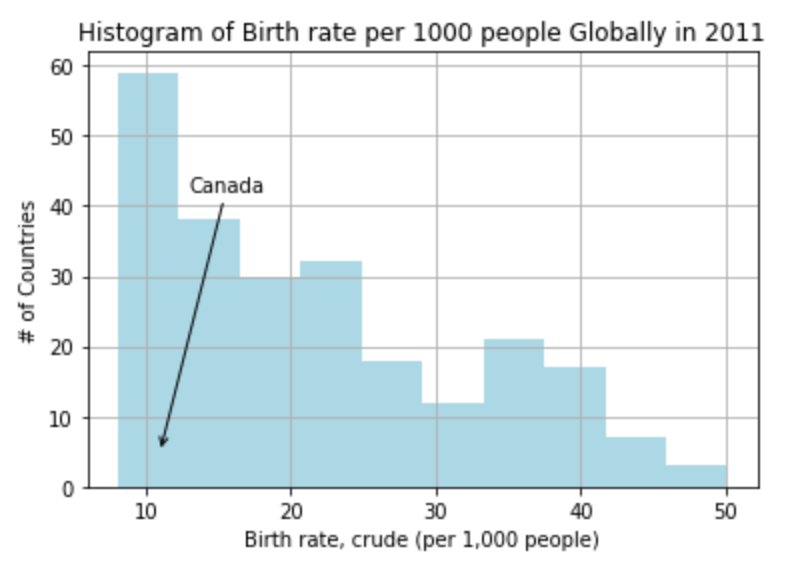 Histogram of Birth rate per 1000 people Globally in 2011
60
50
40
30
20
10
0
# of Countries
Canada
10 20 30 40 50
Birth rate, crude (per 1,000 people)